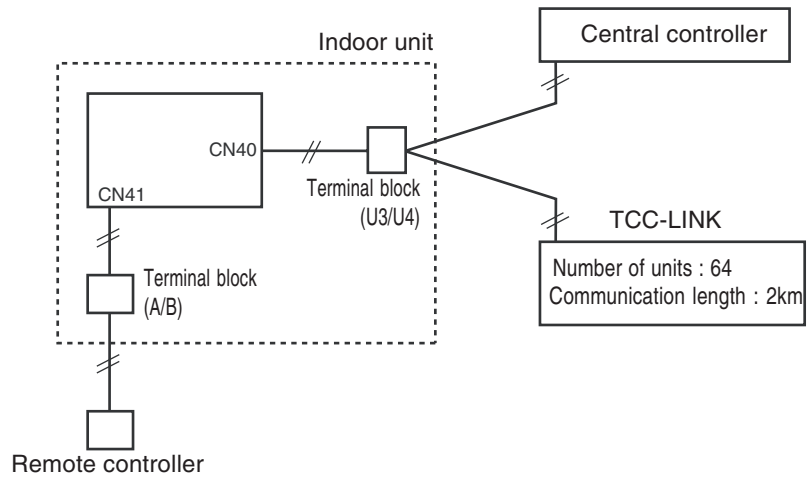 Indoor unit
Central controller
CN40
CN41
Terminal block
(U3/U4)
TCC-LINK
Number of units : 64
Communication length : 2km
Terminal block
(A/B)
Remote controller